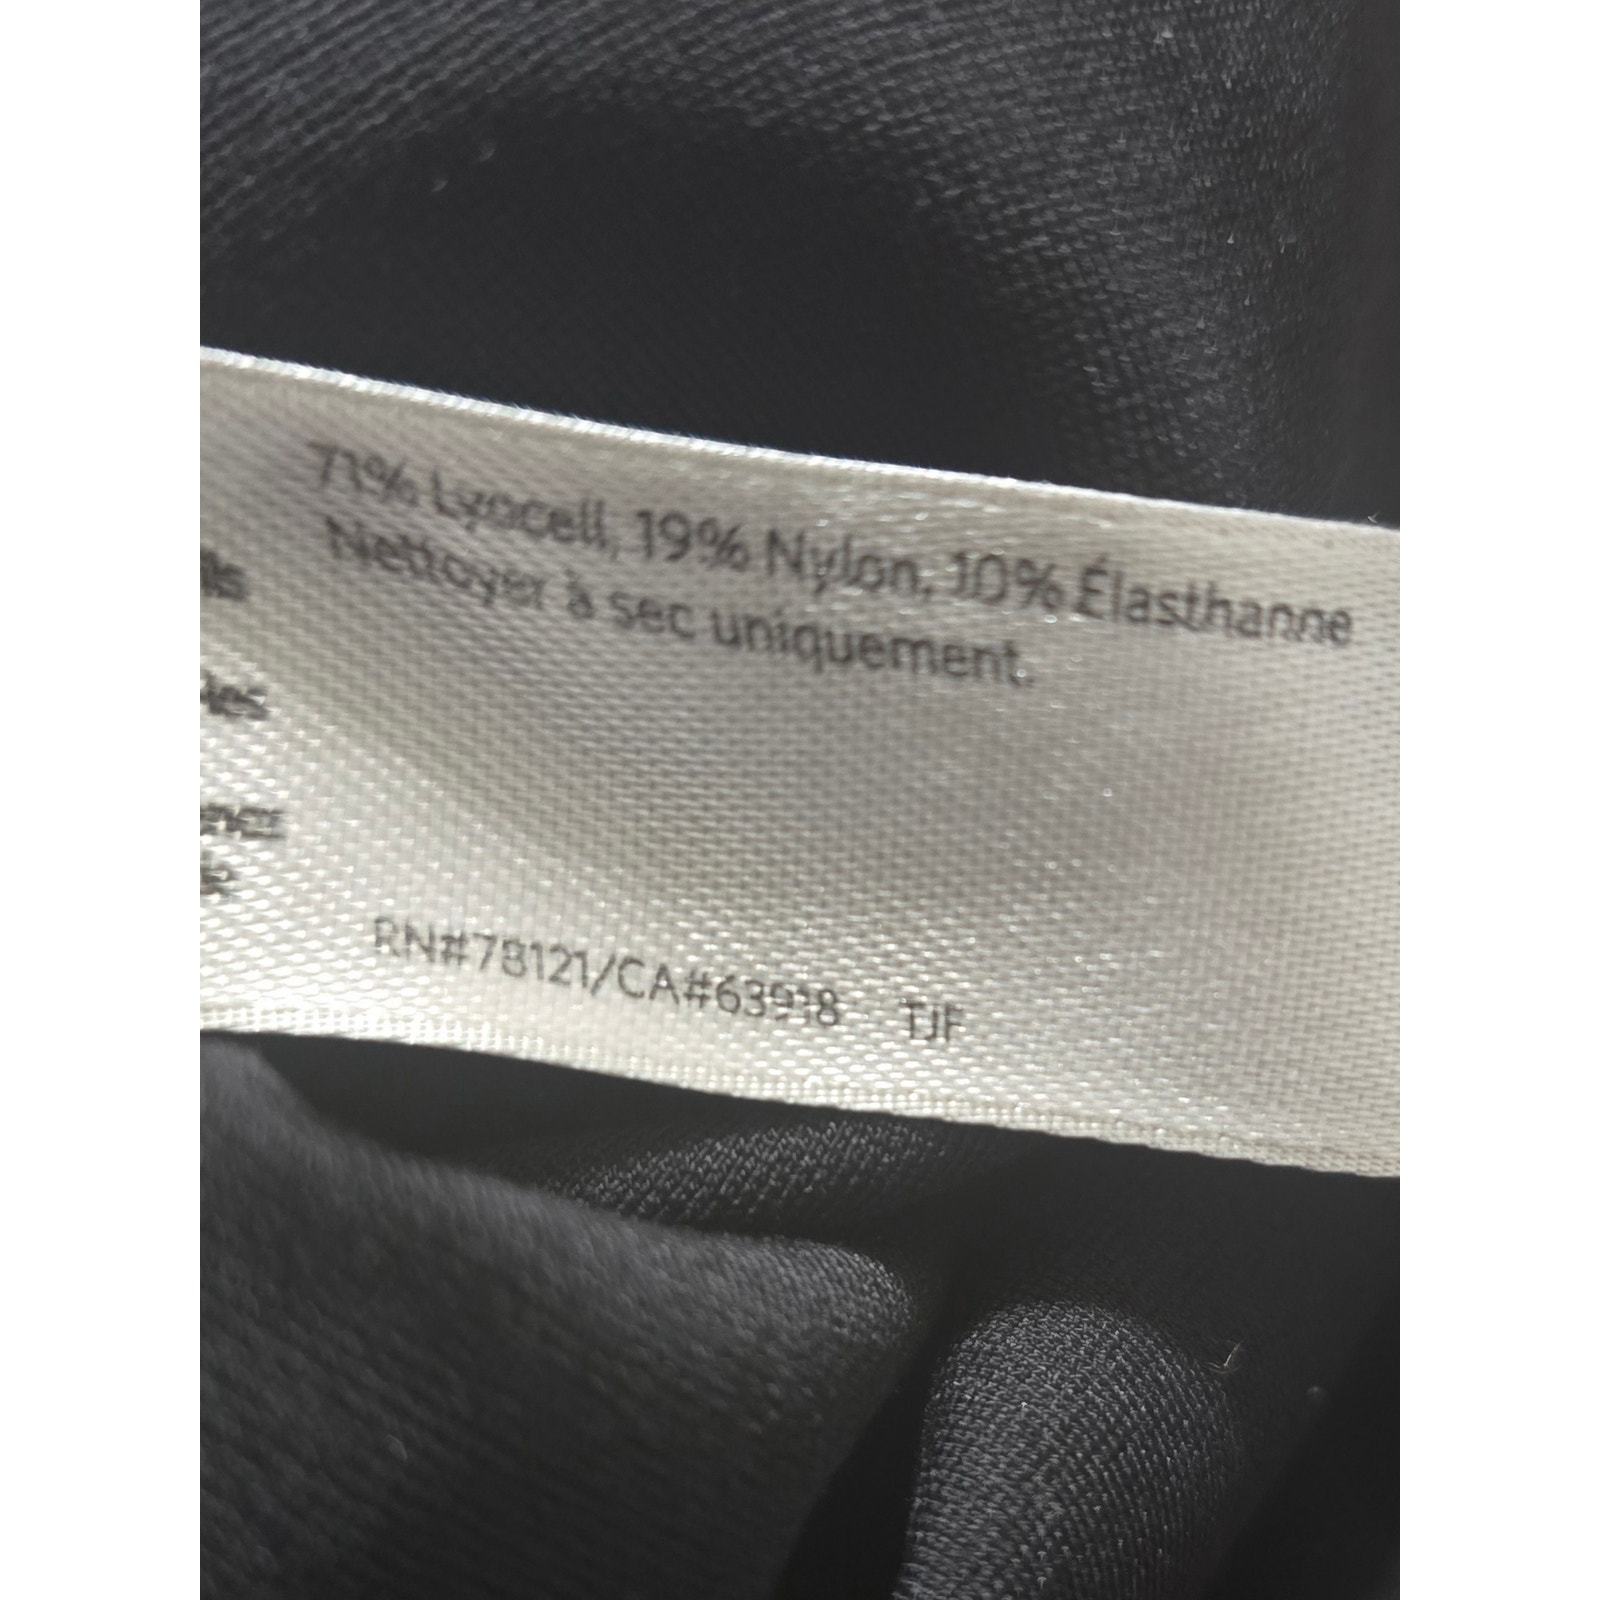 71% Lyocell, 19% Nylon, 10% Élasthanne
Nettoyer à sec uniquement.
RN#78121/CA#63918 TJF